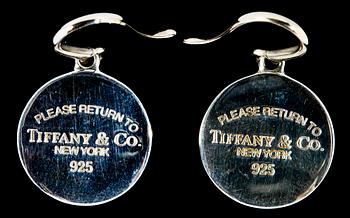 PLEASE RETURN TO
TIFFANY & CO.
NEW YORK
925
PLEASE RETURN TO
TIFFANY & CO.
NEW YORK
925